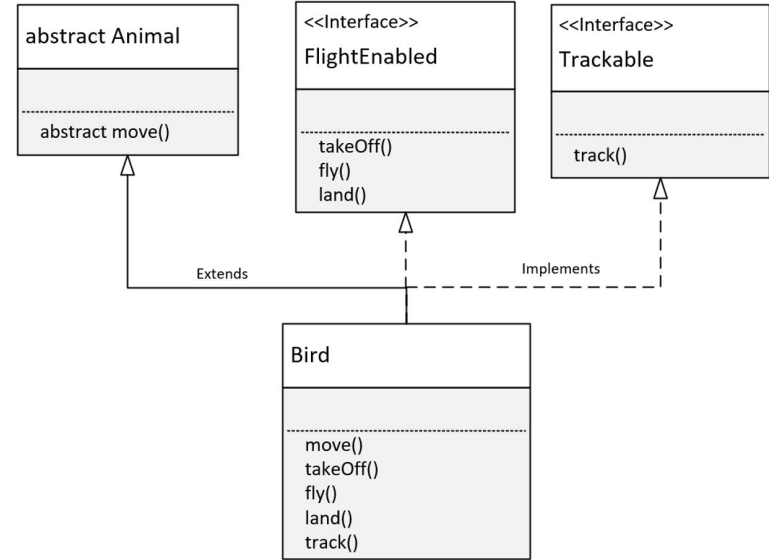 abstract Animal
abstract move()
<<Interface>>
FlightEnabled
takeOff()
fly()
land()
<<Interface>>
Trackable
track()
Extends
Implements
Bird
move()
takeOff()
fly()
land()
track()